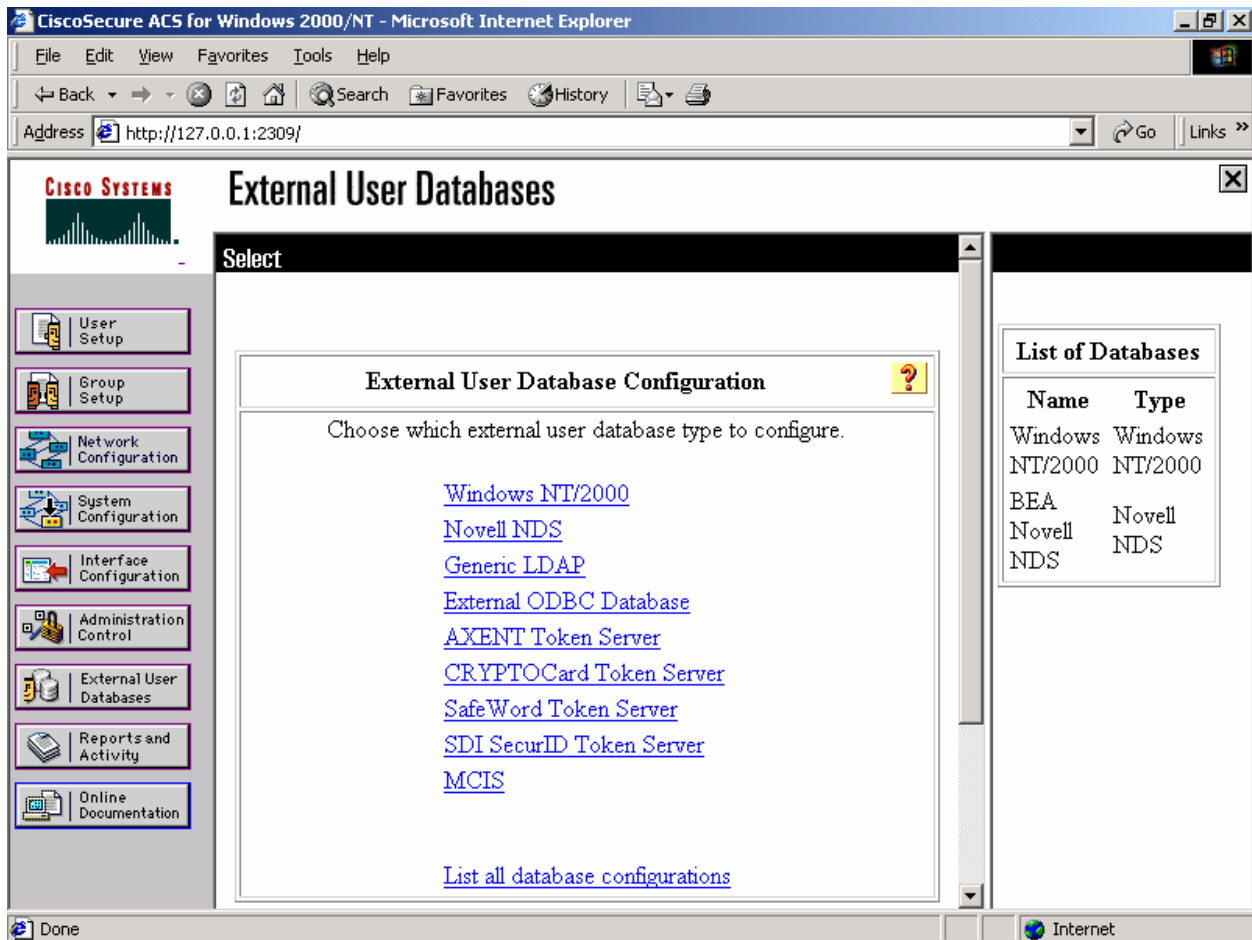 CiscoSecure ACS for Windows 2000/NT - Microsoft Internet Explorer
File Edit View Favorites Tools Help
Back Search Favorites History
Address http://127.0.0.1:2309/ Go Links »
CISCO SYSTEMS
External User Databases
Select
User
Setup
Group
Setup
Network
Configuration
System
Configuration
Interface
Configuration
Administration
Control
External User
Databases
Reports and
Activity
Online
Documentation
External User Database Configuration ?
Choose which external user database type to configure.
Windows NT/2000
Novell NDS
Generic LDAP
External ODBC Database
AXENT Token Server
CRYPTOCard Token Server
SafeWord Token Server
SDI SecurID Token Server
MCIS
List all database configurations
List of Databases
Name Type
Windows Windows
NT/2000 NT/2000
BEA
Novell Novell
NDS NDS
Done Internet